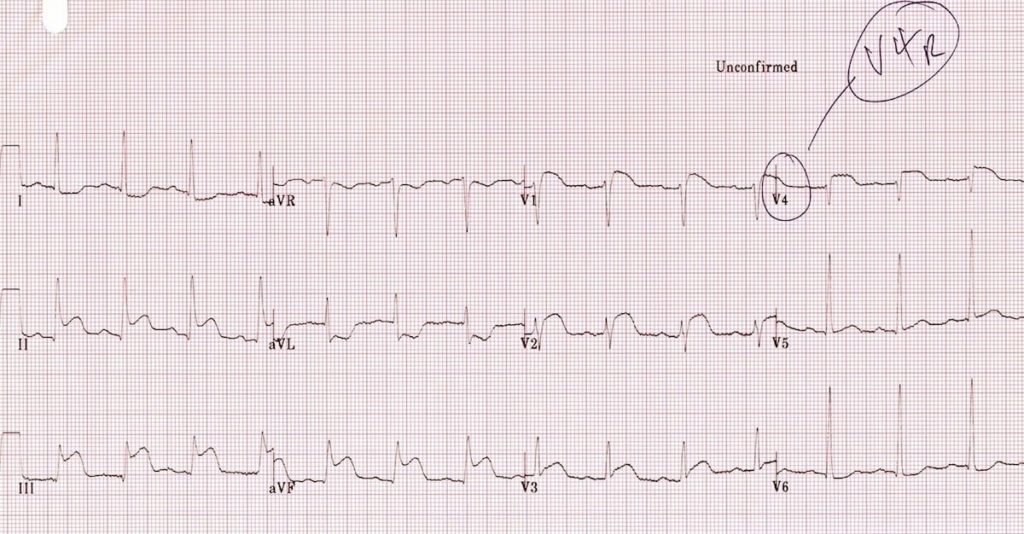 V4R
Unconfirmed
I aVR V1 V4
II aVL V2 V5
III aVF V3 V6